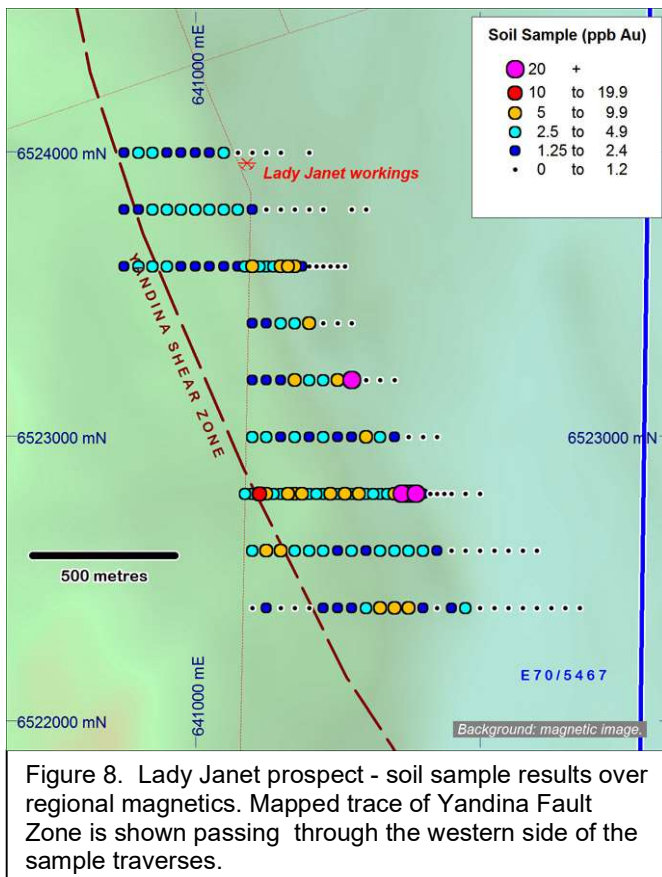 641000 mE
Soil Sample (ppb Au)
20 +
10 to 19.9
5 to 9.9
2.5 to 4.9
1.25 to 2.4
0 to 1.2
6524000 mN
Lady Janet workings
YANDINA SHEAR ZONE
6523000 mN
6523000 mN
500 metres
641000 mE
E70/5467
6522000 mN
Background: magnetic image.
Figure 8. Lady Janet prospect - soil sample results over
regional magnetics. Mapped trace of Yandina Fault
Zone is shown passing through the western side of the
sample traverses.